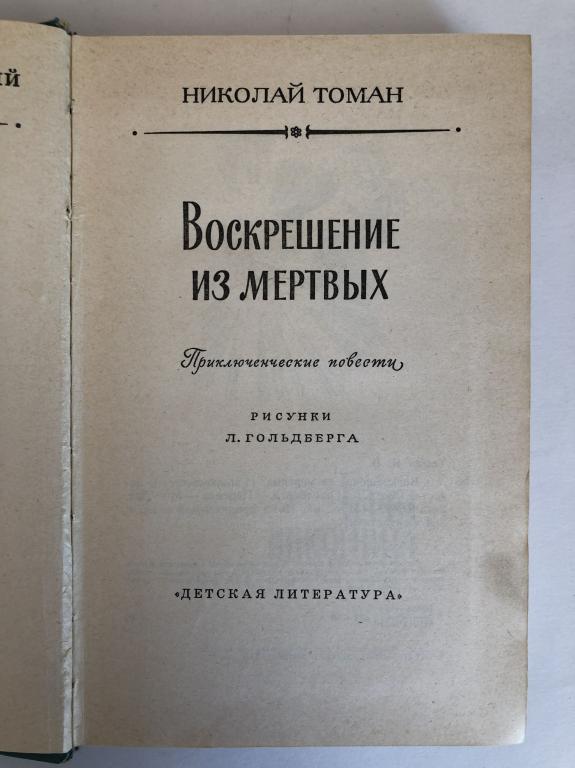 НИКОЛАЙ ТОМАН
ВОСКРЕШЕНИЕ
ИЗ МЕРТВЫХ
Приключенческие повести
РИСУНКИ
Л. ГОЛЬДБЕРГА
«ДЕТСКАЯ ЛИТЕРАТУРА»